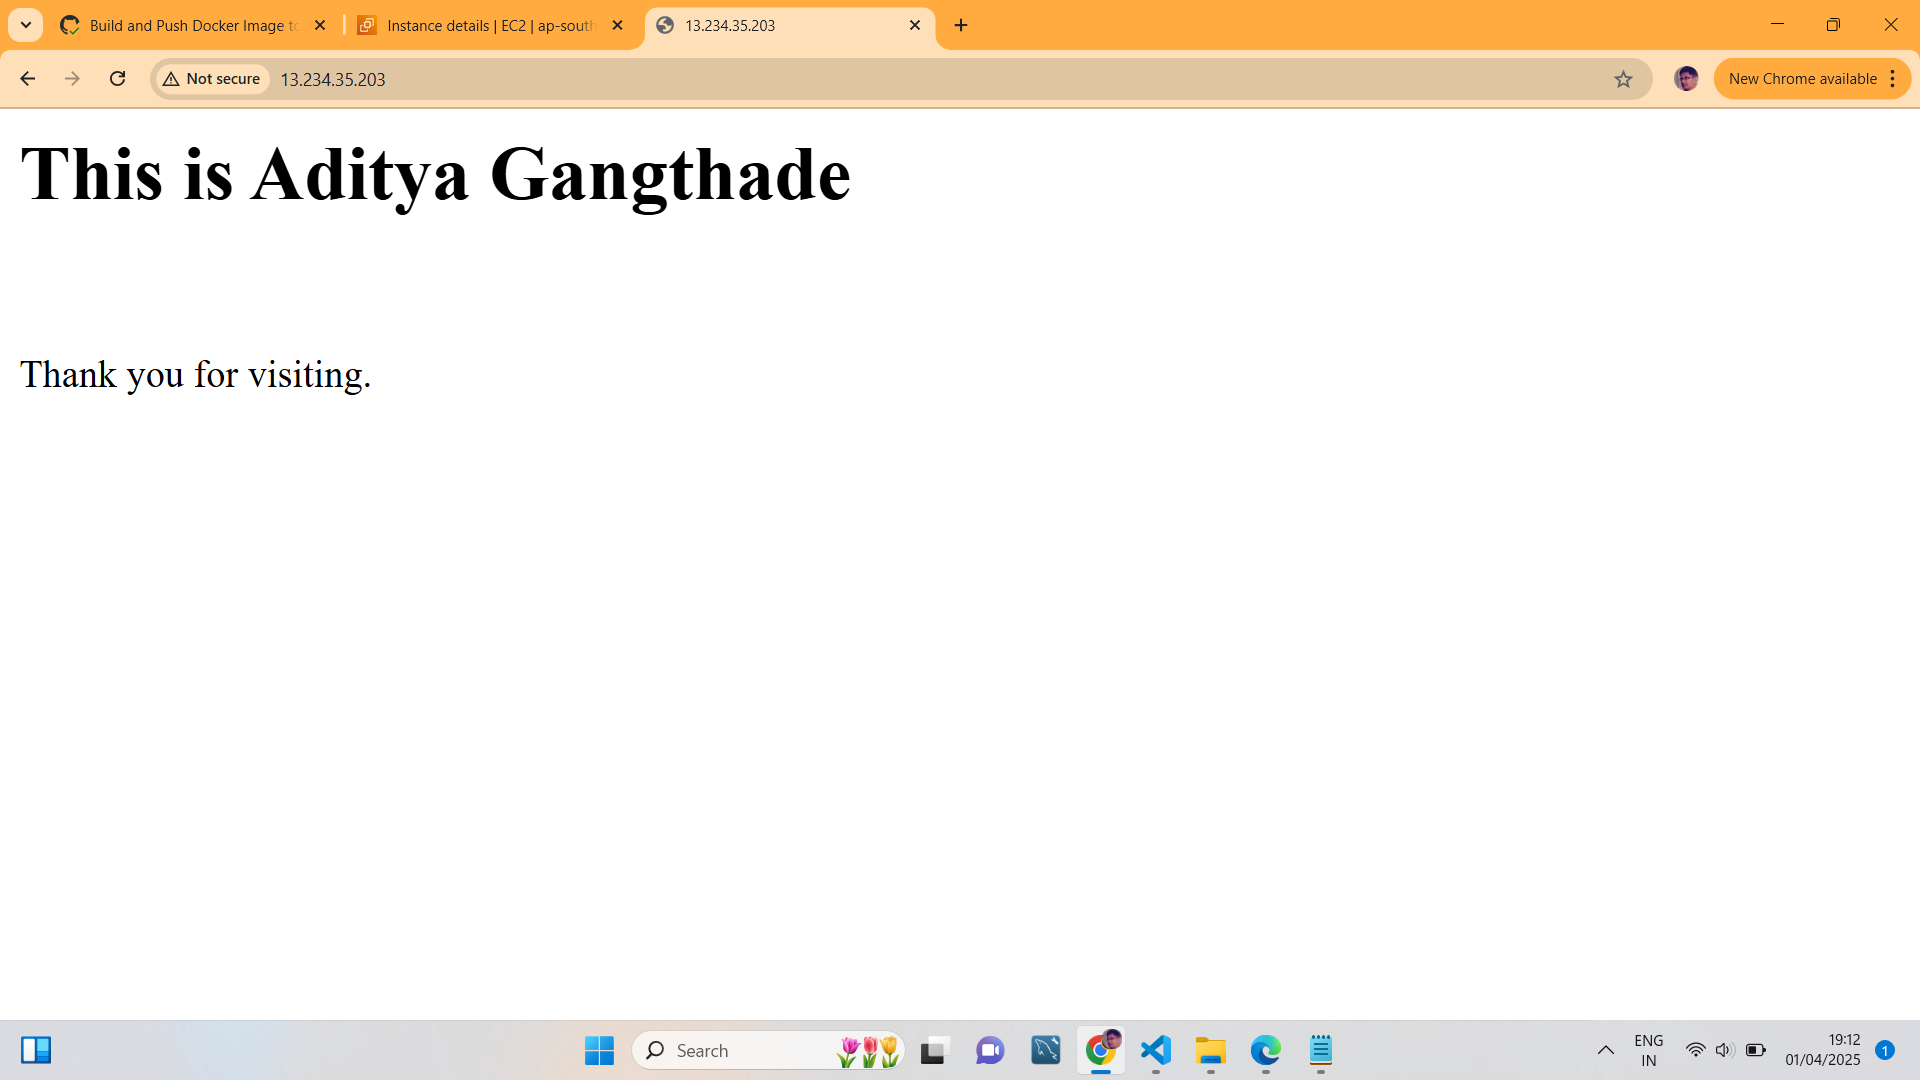 Build and Push Docker Image to
Instance details | EC2 | ap-south
13.234.35.203
Not secure
13.234.35.203
New Chrome available
This is Aditya Gangthade
Thank you for visiting.
Search
ENG
IN
19:12
01/04/2025
1